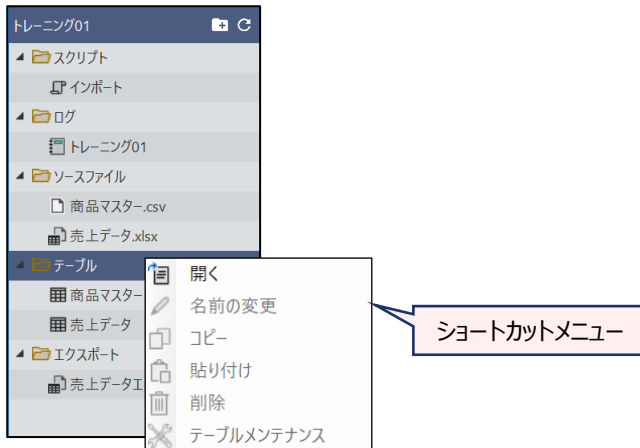 トレーニング01
スクリプト
インポート
ログ
トレーニング01
ソースファイル
商品マスター.csv
売上データ.xlsx
テーブル
商品マスター
売上データ
エクスポート
売上データエ
開く
名前の変更
コピー
貼り付け
削除
テーブルメンテナンス
ショートカットメニュー